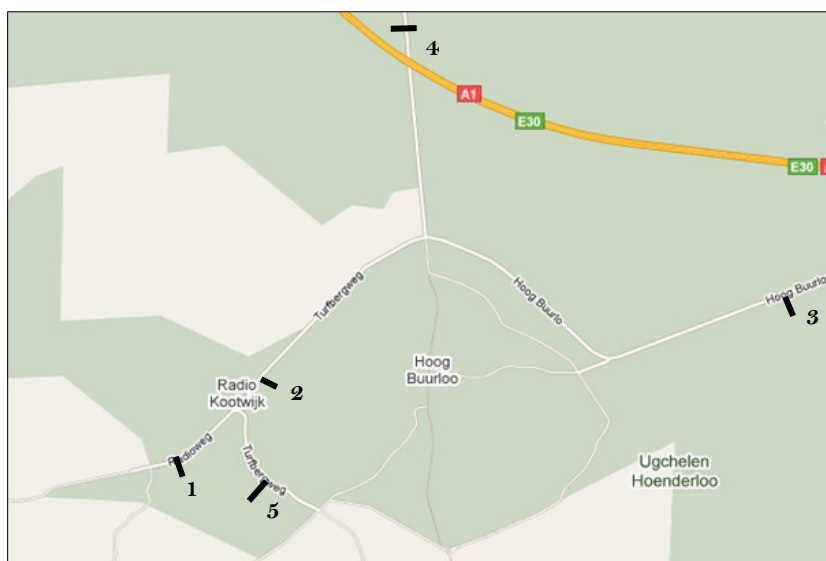 4
A1
E30
E30
Turfbergweg
Hoog Buurlo
Hoog Buurlo
3
Hoog
Buurloo
Radio
Kootwijk
2
Radioweg
1
Turfbergweg
5
Ugchelen
Hoenderloo